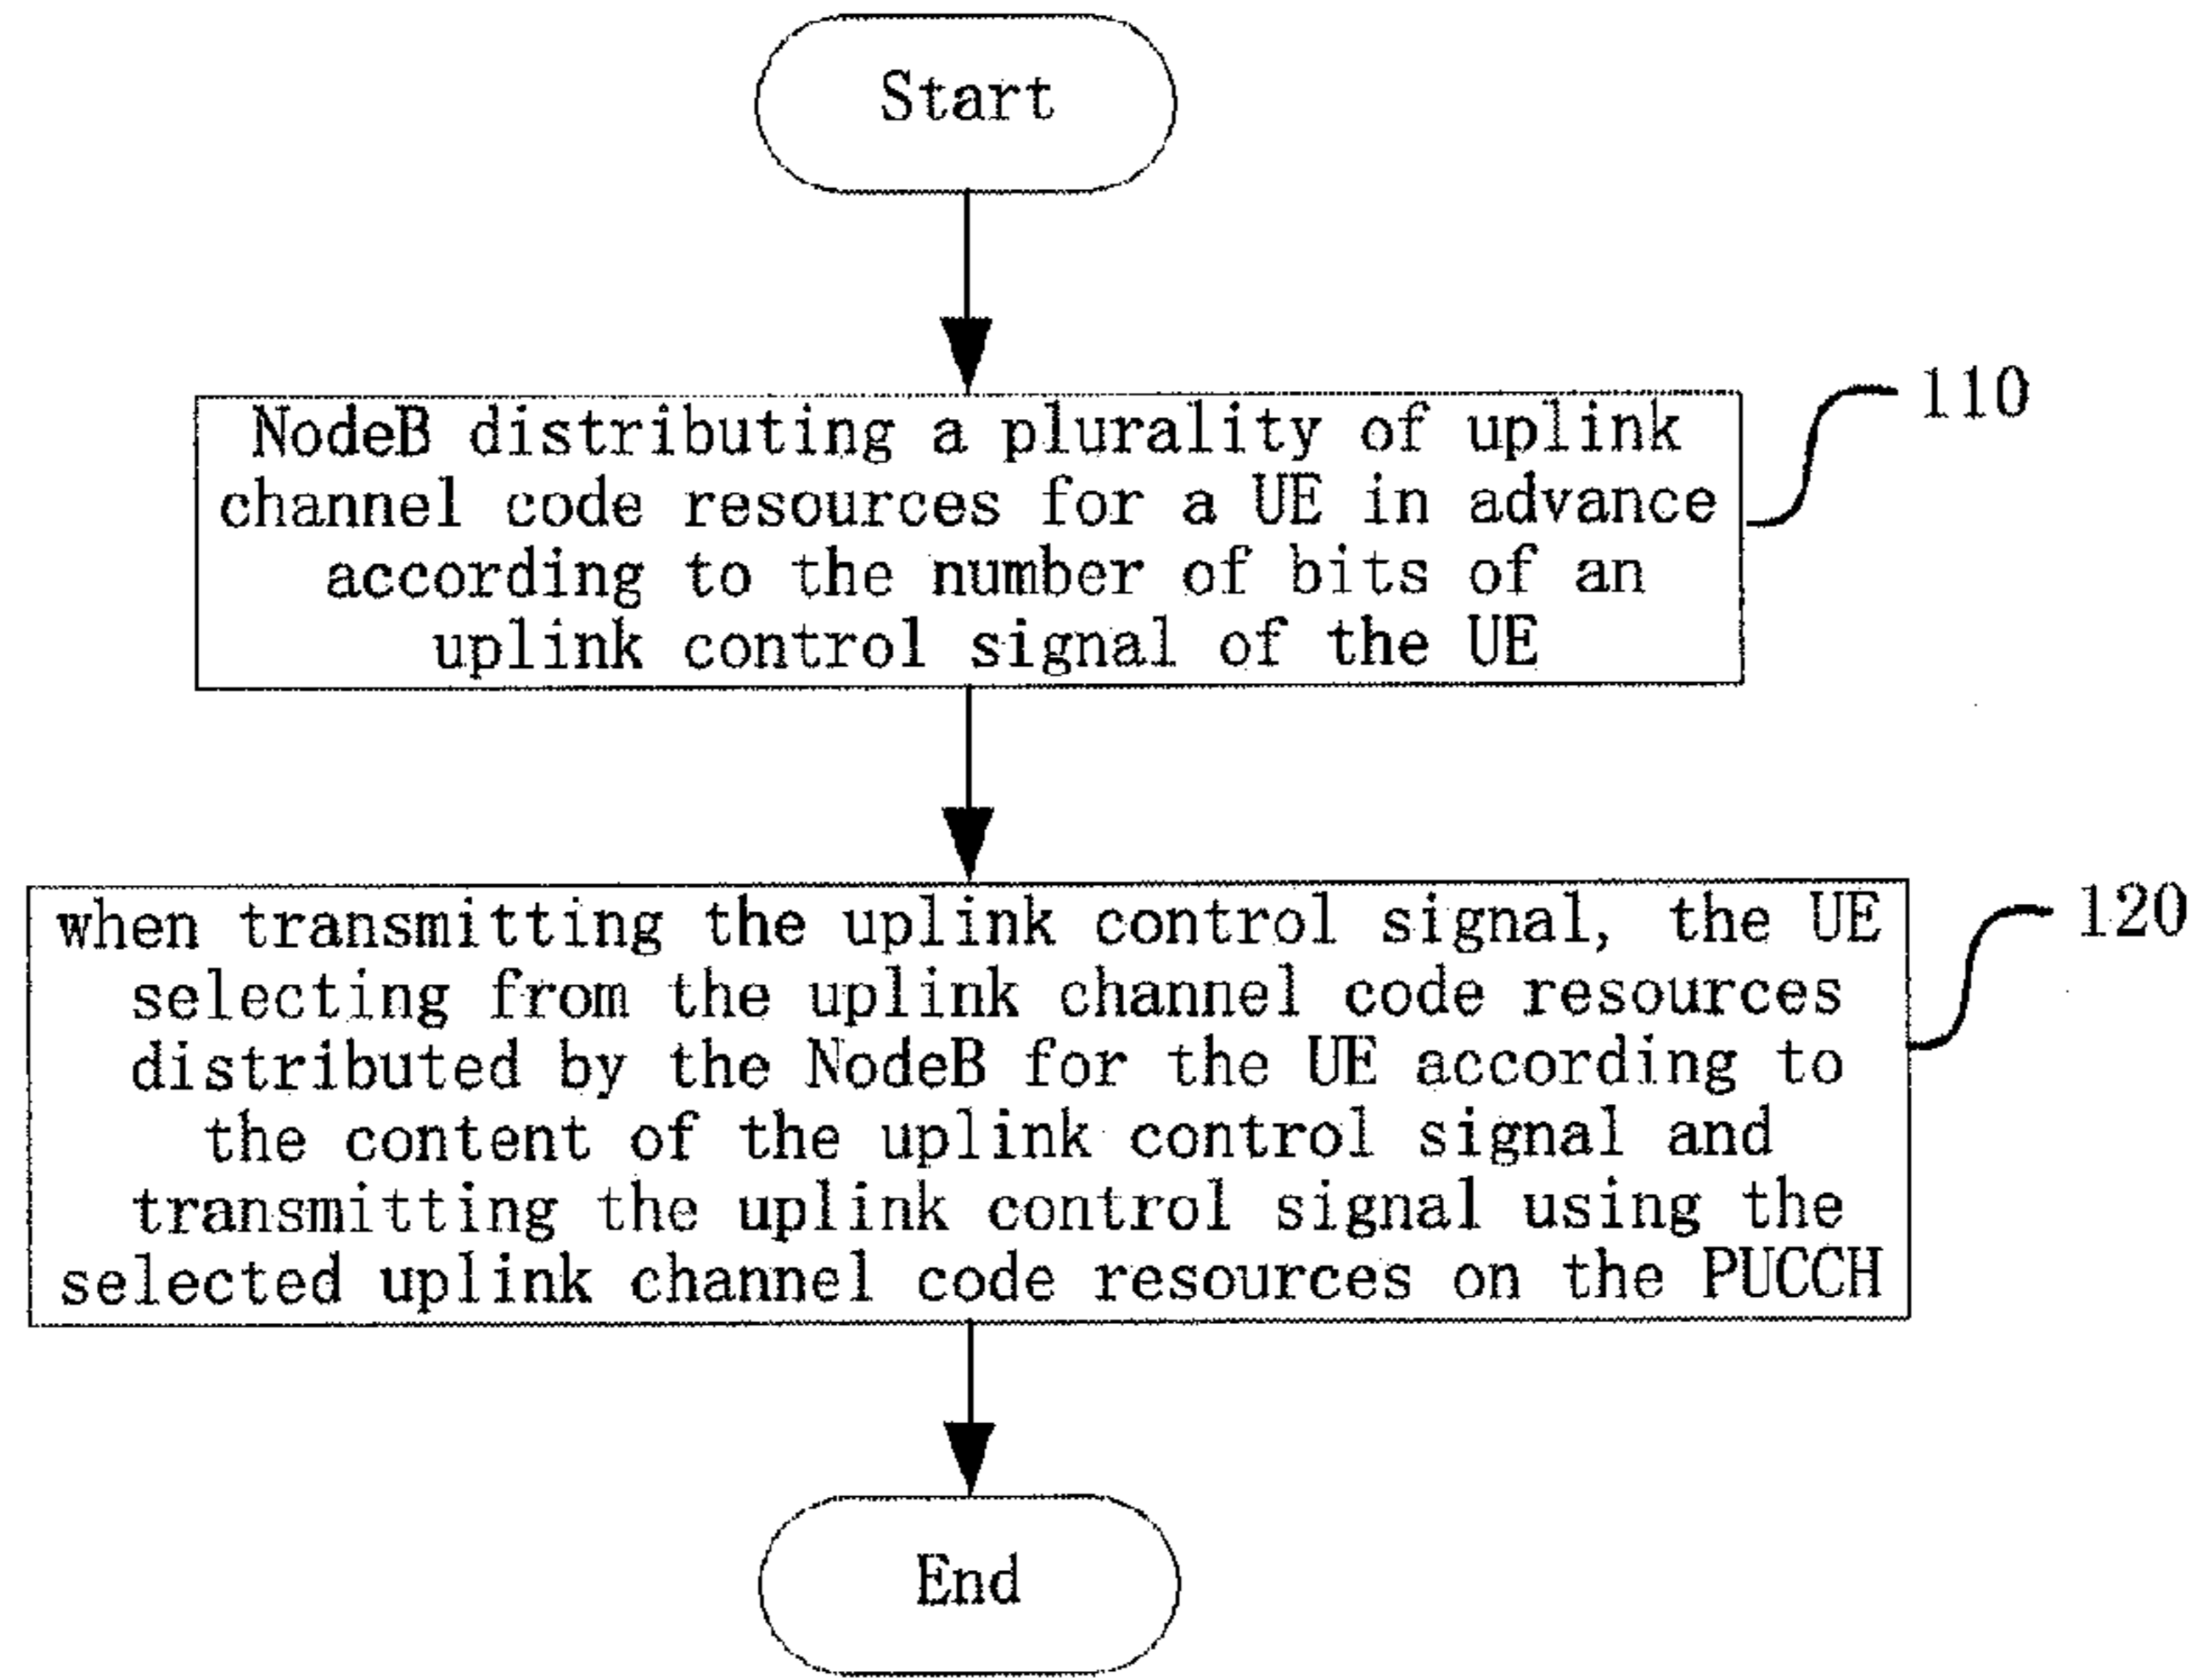 Start
NodeB distributing a plurality of uplink
channel code resources for a UE in advance
according to the number of bits of an
uplink control signal of the UE
110
when transmitting the uplink control signal, the UE
selecting from the uplink channel code resources
distributed by the NodeB for the UE according to
the content of the uplink control signal and
transmitting the uplink control signal using the
selected uplink channel code resources on the PUCCH
120
End